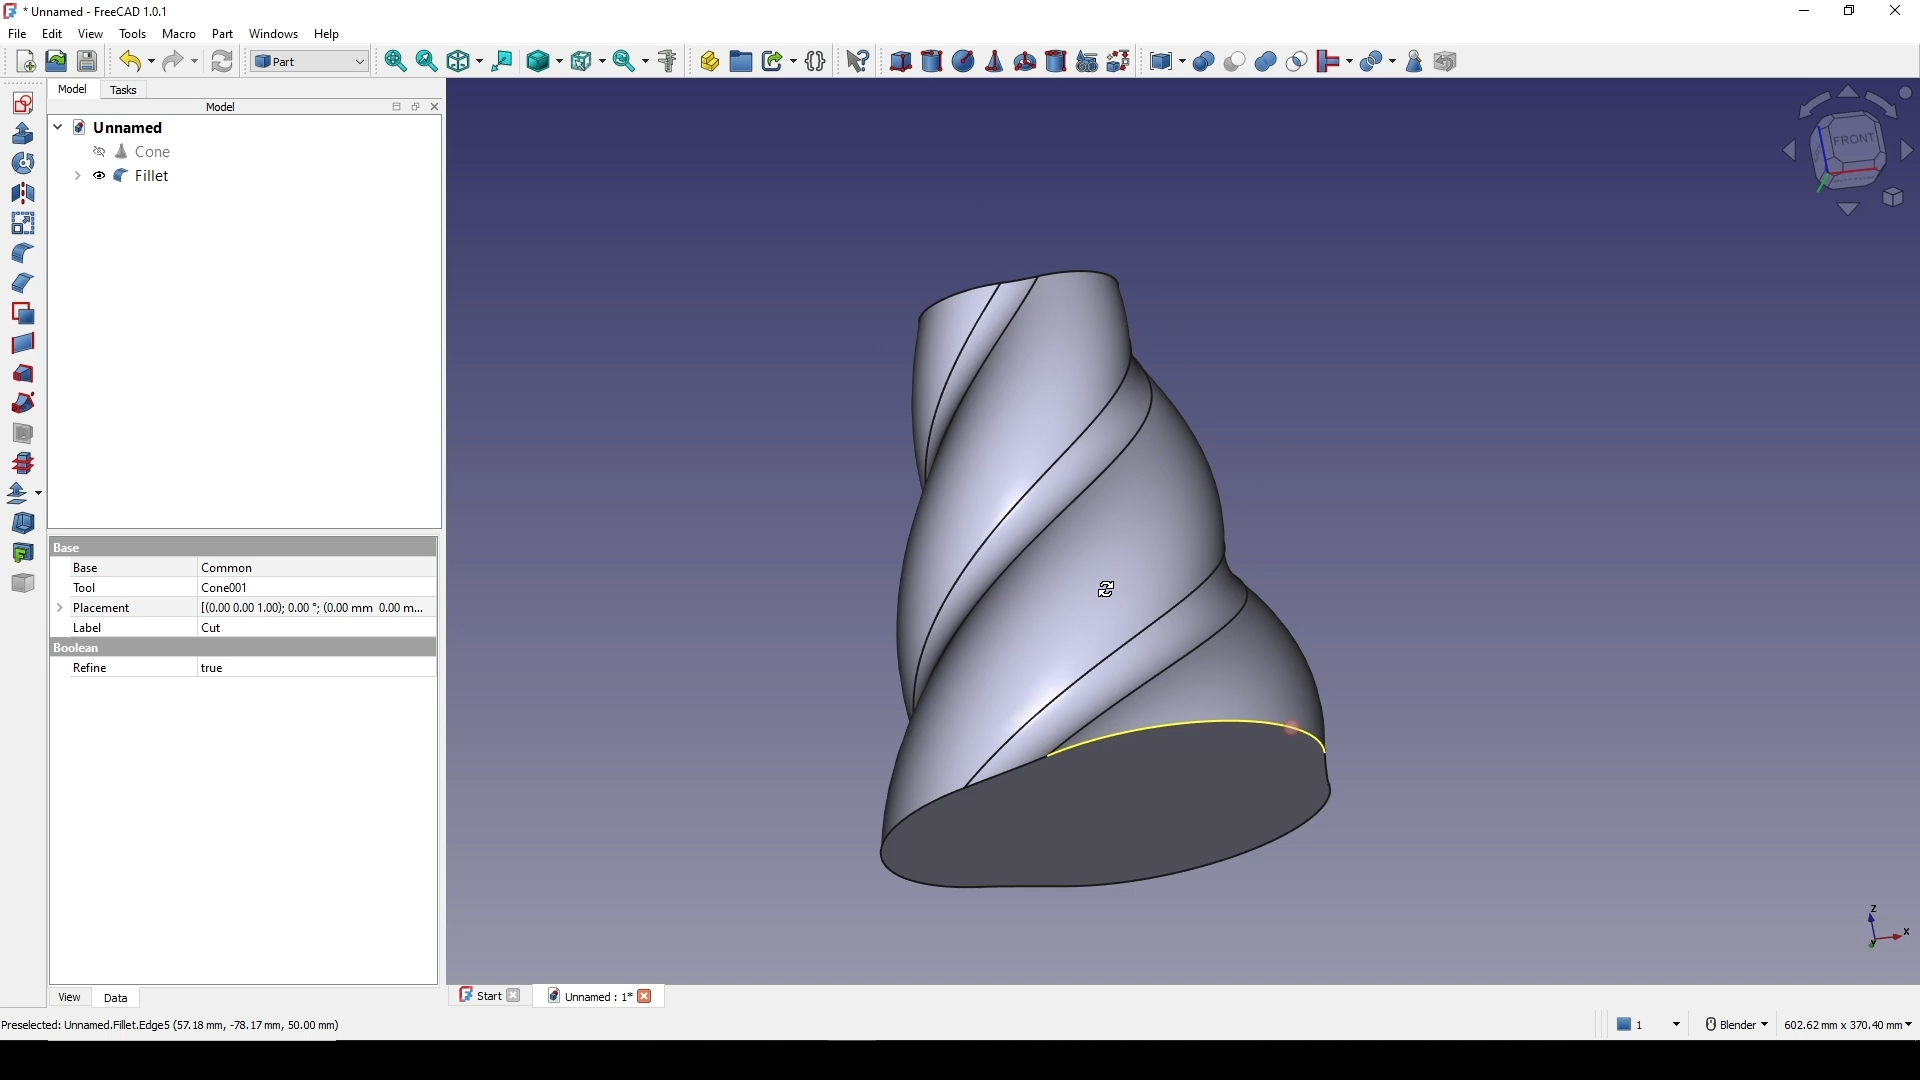 * Unnamed - FreeCAD 1.0.1
File Edit View Tools Macro Part Windows Help
Part
Model Tasks
Model
Unnamed
Cone
Fillet
FRONT
Base
Base Common
Tool Cone001
Placement [(0.00 0.00 1.00); 0.00 °; (0.00 mm 0.00 m...
Label Cut
Boolean
Refine true
Z
X
Y
View Data
Start Unnamed : 1*
Preselected: Unnamed.Fillet.Edge5 (57.18 mm, -78.17 mm, 50.00 mm)
1 Blender 602.62 mm x 370.40 mm